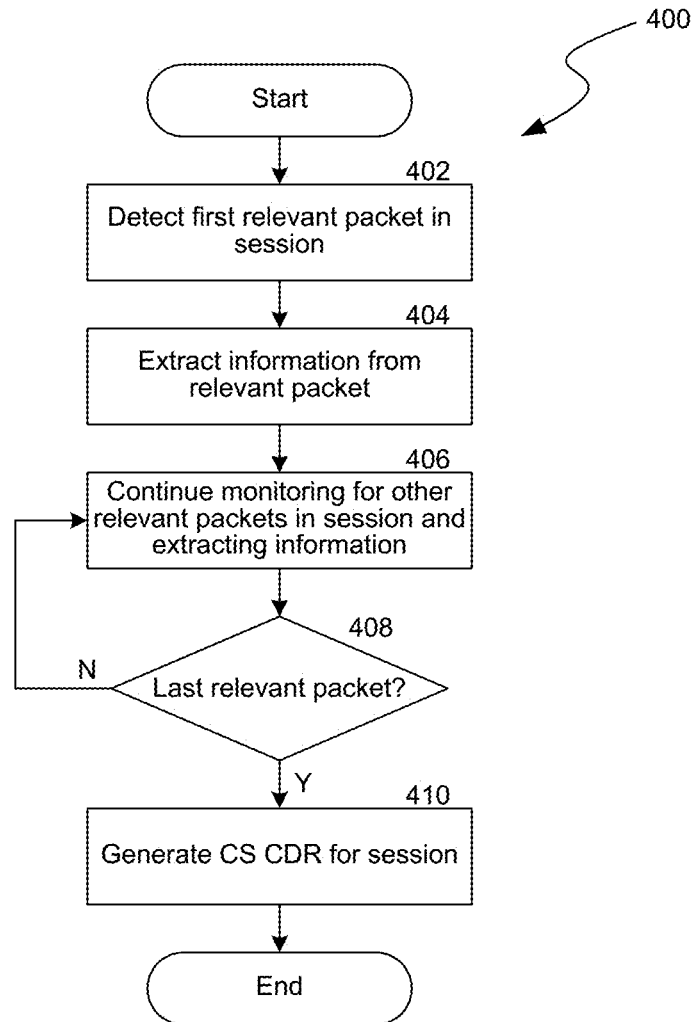 400
Start
402
Detect first relevant packet in
session
404
Extract information from
relevant packet
406
Continue monitoring for other
relevant packets in session and
extracting information
408
Last relevant packet?
N
Y
410
Generate CS CDR for session
End